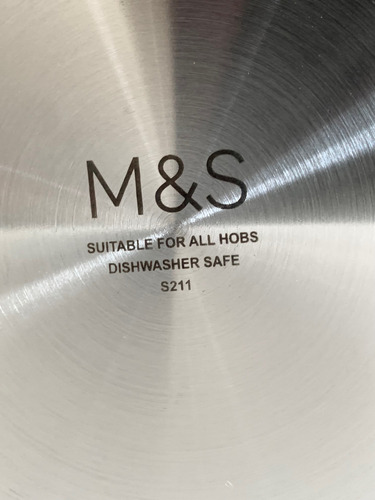 M&S
SUITABLE FOR ALL HOBS
DISHWASHER SAFE
S211